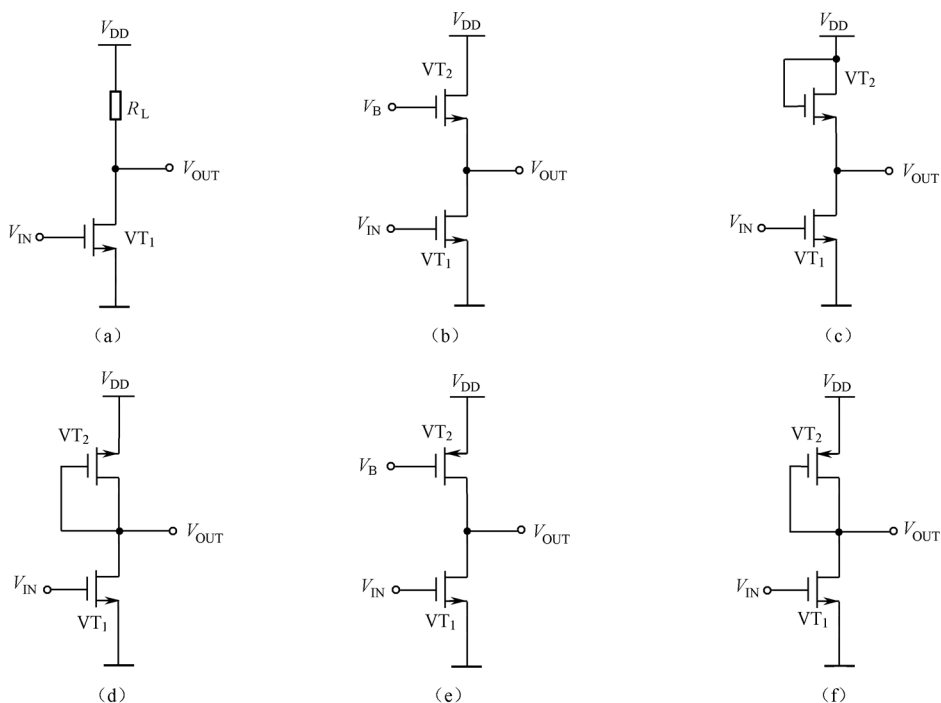 V_DD
R_L
V_OUT
V_IN
VT_1
（a）
V_DD
VT_2
V_B
V_OUT
V_IN
VT_1
（b）
V_DD
VT_2
V_OUT
V_IN
VT_1
（c）
V_DD
VT_2
V_OUT
V_IN
VT_1
（d）
V_DD
VT_2
V_B
V_OUT
V_IN
VT_1
（e）
V_DD
VT_2
V_OUT
V_IN
VT_1
（f）